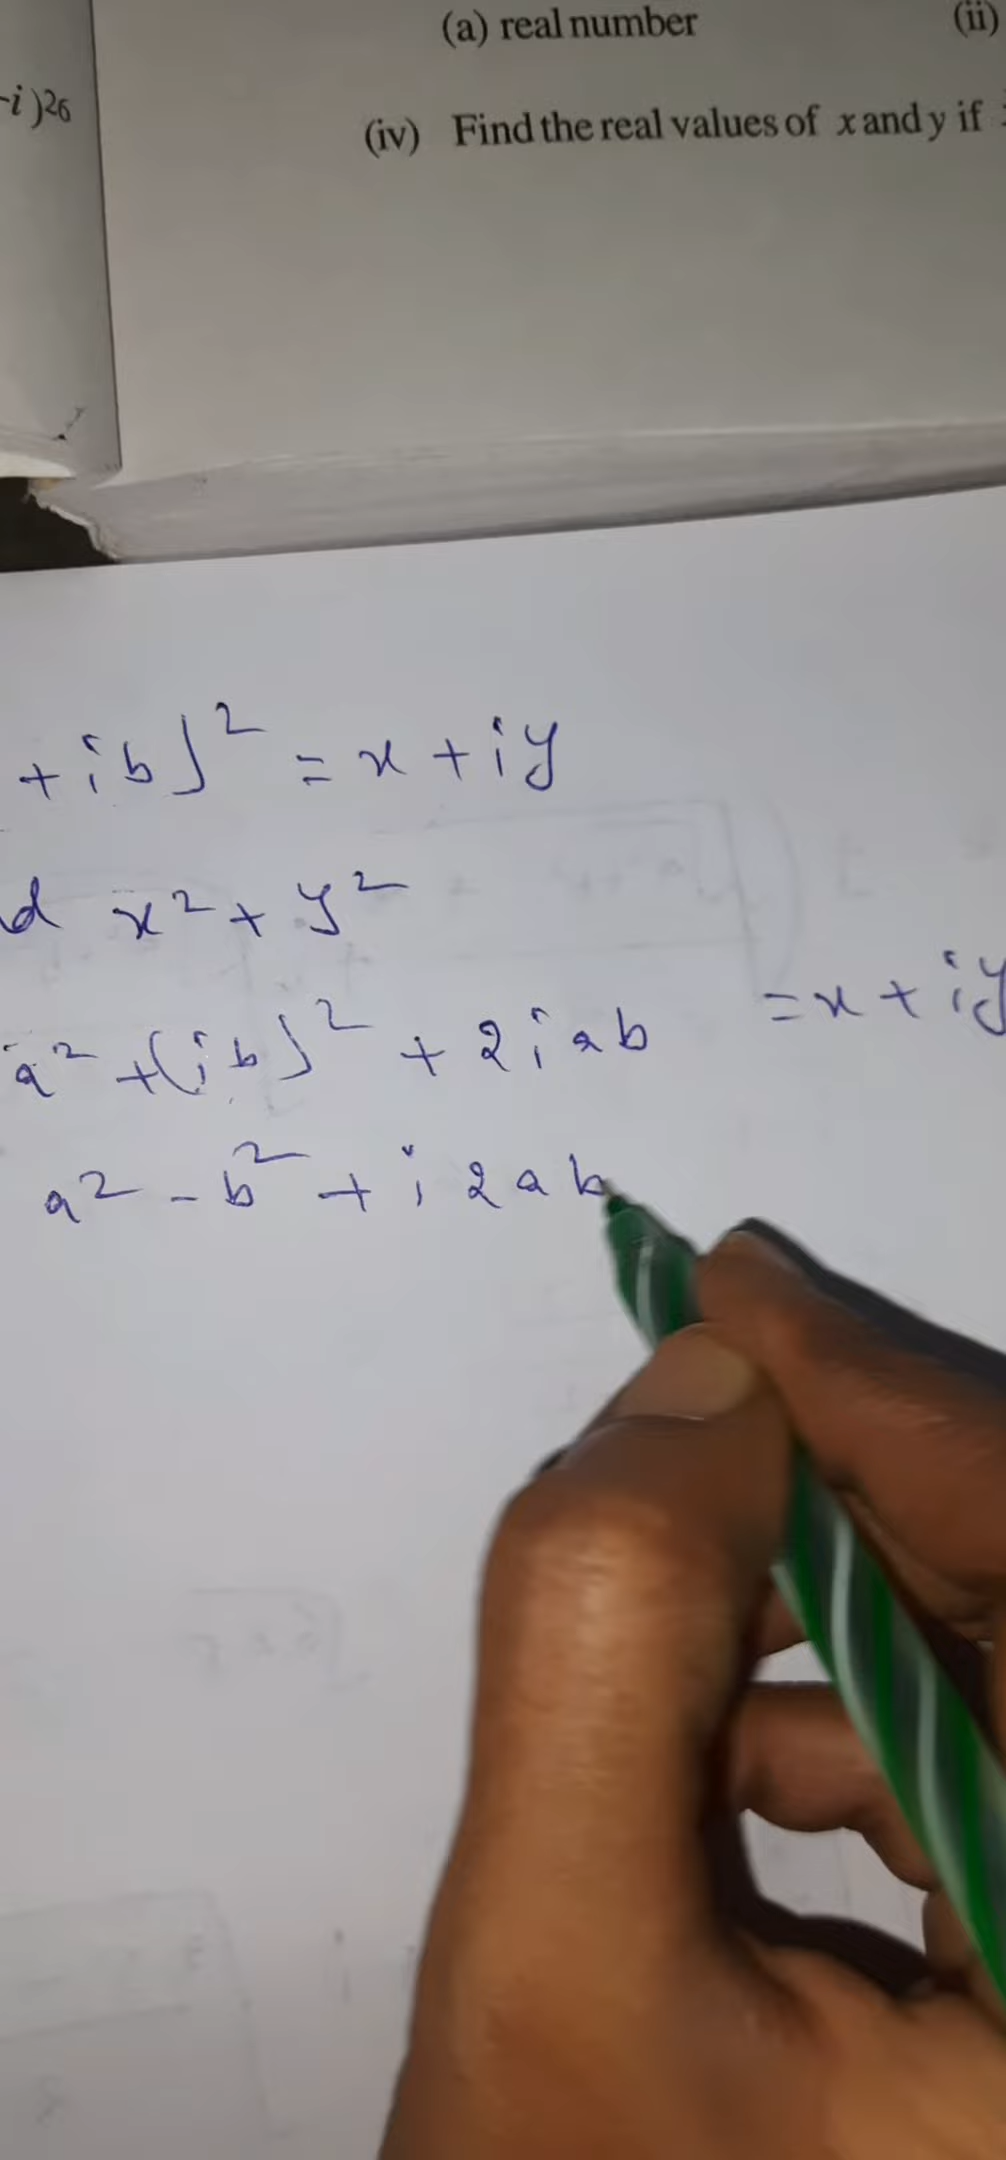 (a) real number (ii)
-i)26
(iv) Find the real values of x and y if
+ib)² = x + iy
d x² + y²
a² + (ib)² + 2iab = x + iy
a² - b² + i 2ab